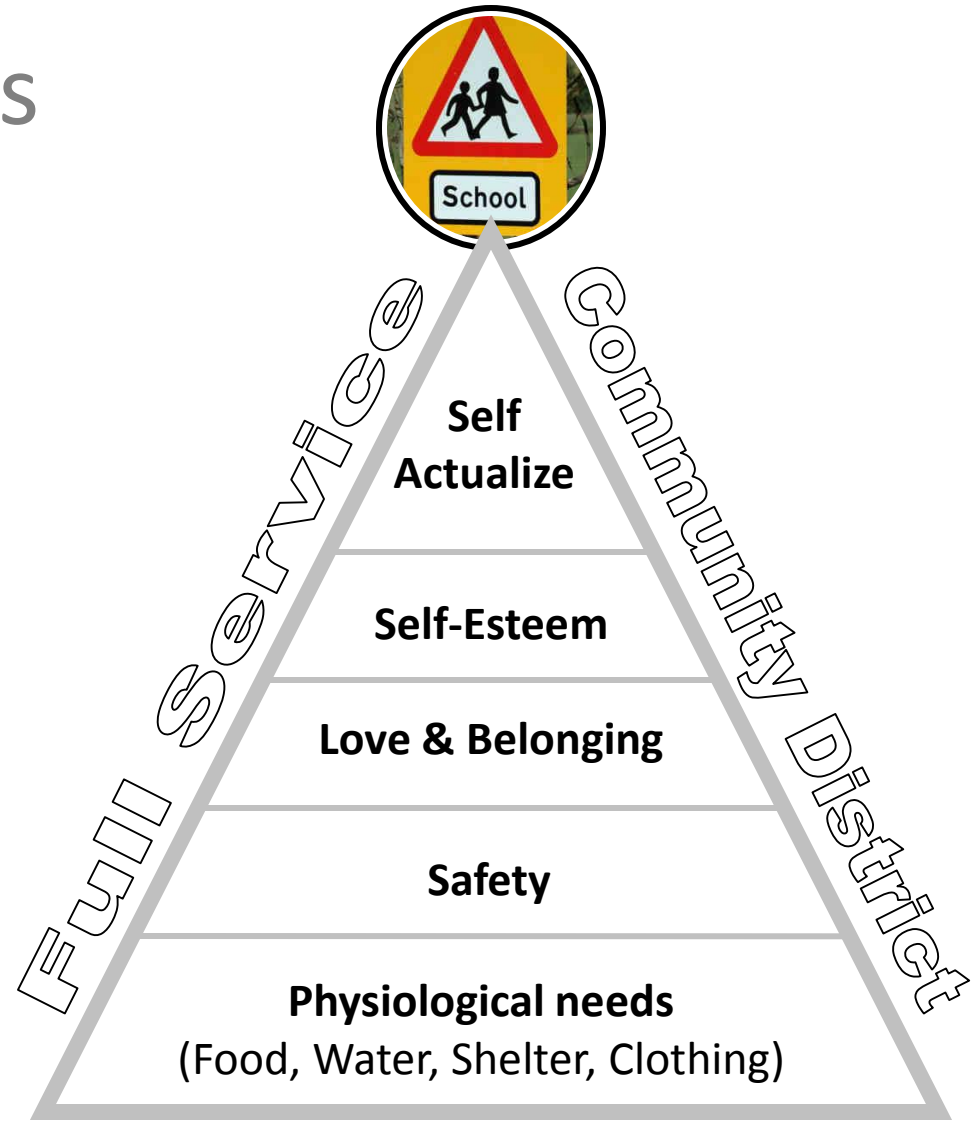 s
School
Full Service
Community District
Self
Actualize
Self-Esteem
Love & Belonging
Safety
Physiological needs
(Food, Water, Shelter, Clothing)